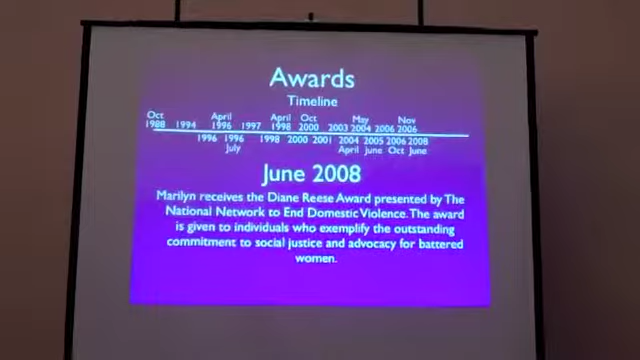 Awards
Timeline
Oct April April Oct May Nov
1988 1994 1996 1997 1998 2000 2003 2004 2006 2006
1996 1996 1998 2000 2001 2004 2005 2006 2008
July April June Oct June
June 2008
Marilyn receives the Diane Reese Award presented by The
National Network to End Domestic Violence. The award
is given to individuals who exemplify the outstanding
commitment to social justice and advocacy for battered
women.